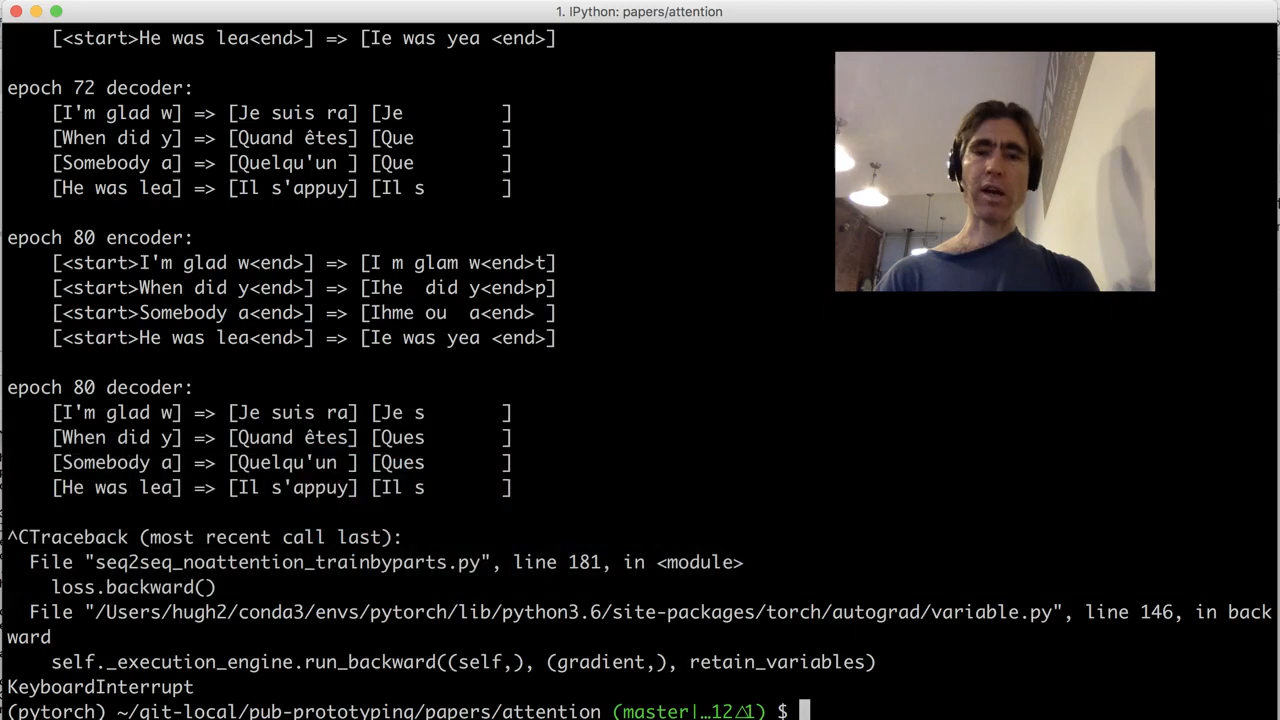 1. IPython: papers/attention
[<start>He was lea<end>] => [Ie was yea <end>]
epoch 72 decoder:
[I'm glad w] => [Je suis ra] [Je         ]
[When did y] => [Quand êtes] [Que        ]
[Somebody a] => [Quelqu'un ] [Que        ]
[He was lea] => [Il s'appuy] [Il s       ]
epoch 80 encoder:
[<start>I'm glad w<end>] => [I m glam w<end>t]
[<start>When did y<end>] => [Ihe  did y<end>p]
[<start>Somebody a<end>] => [Ihme ou  a<end> ]
[<start>He was lea<end>] => [Ie was yea <end>]
epoch 80 decoder:
[I'm glad w] => [Je suis ra] [Je s       ]
[When did y] => [Quand êtes] [Ques       ]
[Somebody a] => [Quelqu'un ] [Ques       ]
[He was lea] => [Il s'appuy] [Il s       ]
^CTraceback (most recent call last):
File "seq2seq_noattention_trainbyparts.py", line 181, in <module>
loss.backward()
File "/Users/hugh2/conda3/envs/pytorch/lib/python3.6/site-packages/torch/autograd/variable.py", line 146, in back
ward
self._execution_engine.run_backward((self,), (gradient,), retain_variables)
KeyboardInterrupt
(pytorch) ~/git-local/pub-prototyping/papers/attention (master|…12△1) $